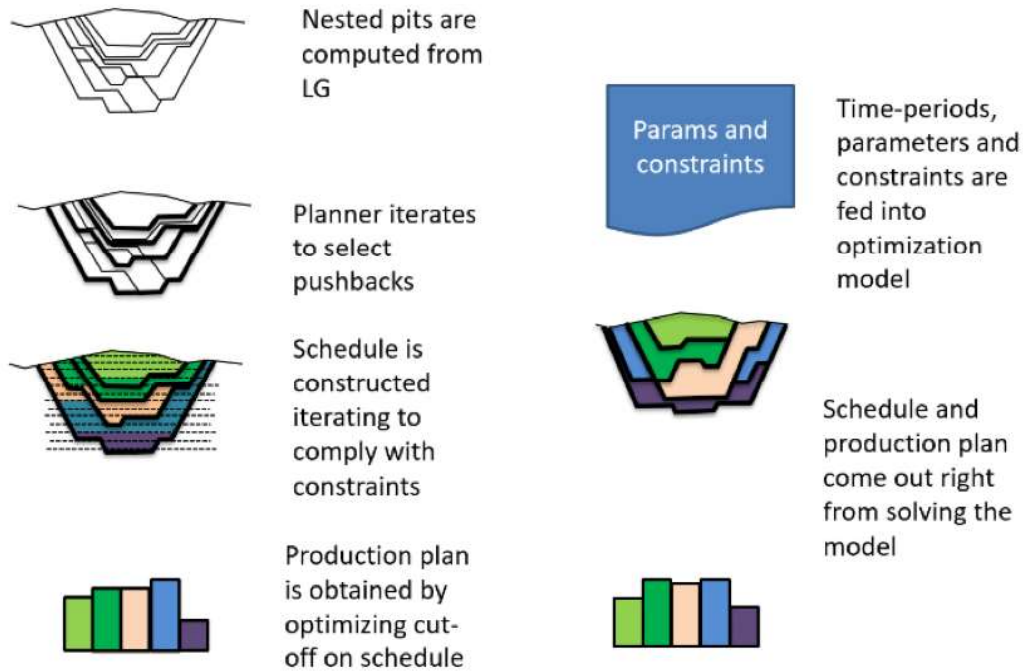 Nested pits are
computed from
LG
Planner iterates
to select
pushbacks
Schedule is
constructed
iterating to
comply with
constraints
Production plan
is obtained by
optimizing cut-
off on schedule
Params and
constraints
Time-periods,
parameters and
constraints are
fed into
optimization
model
Schedule and
production plan
come out right
from solving the
model